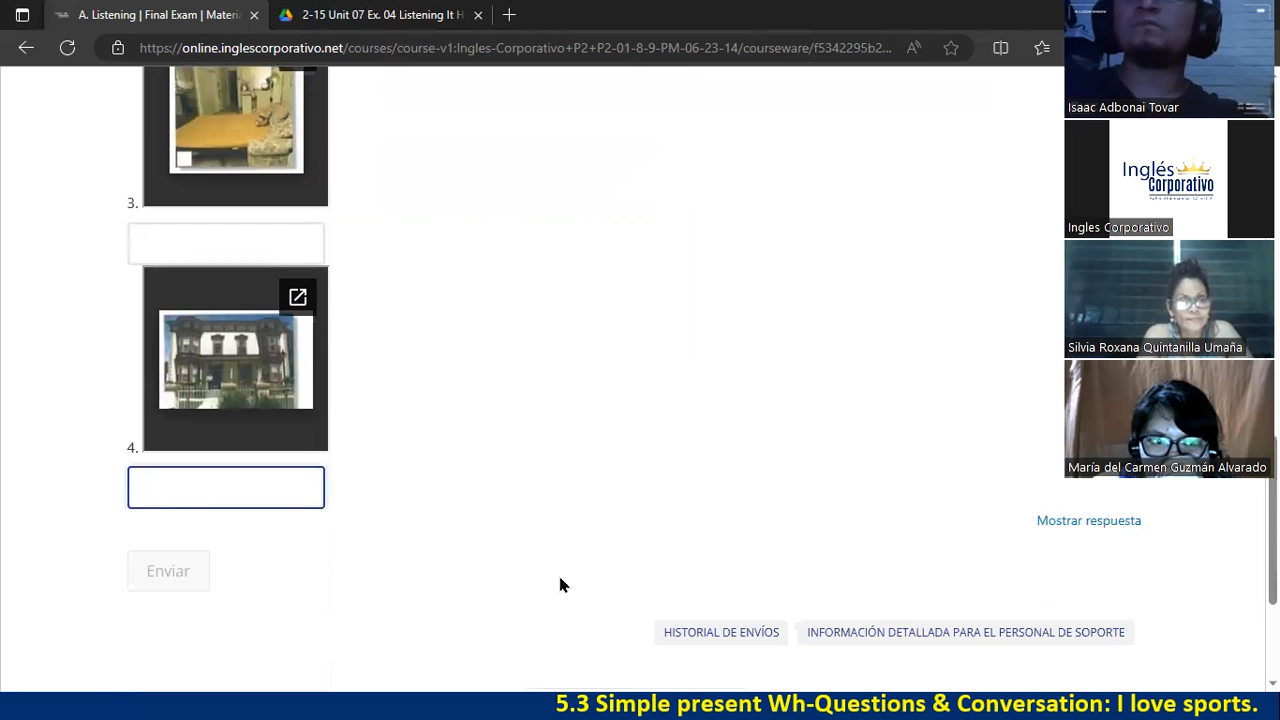 A. Listening | Final Exam | Materi
2-15 Unit 07 Ex. 04 Listening It H
https://online.inglescorporativo.net/courses/course-v1:Ingles-Corporativo+P2+P2-01-8-9-PM-06-23-14/courseware/f5342295b2...
Isaac Adbonai Tovar
Inglés
Corporativo
Ingles Corporativo
3.
Silvia Roxana Quintanilla Umaña
4.
María del Carmen Guzmán Alvarado
Mostrar respuesta
Enviar
HISTORIAL DE ENVÍOS
INFORMACIÓN DETALLADA PARA EL PERSONAL DE SOPORTE
5.3 Simple present Wh-Questions & Conversation: I love sports.